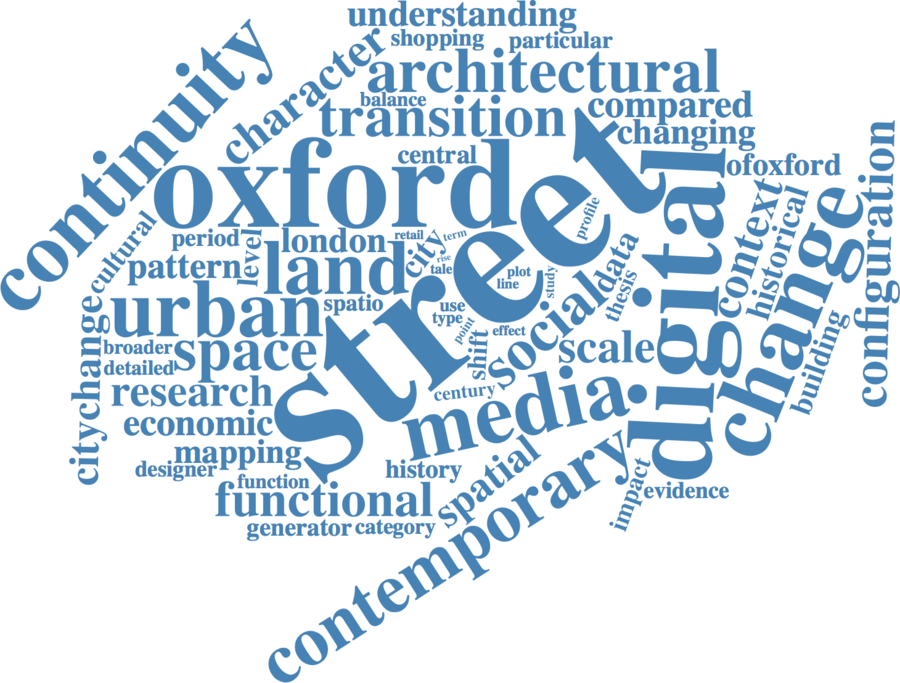 understanding
shopping
particular
continuity
character
architectural
balance
transition
compared
changing
central
ofoxford
oxford
street
digital
configuration
context
historical
change
cultural
period
level
london
retail
city
term
rise
tale
profile
pattern
land
plot
line
study
social
data
thesis
urban
spatio
use
type
point
effect
citychange
broader
space
detailed
shift
scale
building
research
century
media
economic
mapping
designer
history
function
spatial
functional
contemporary
impact
evidence
generator
category